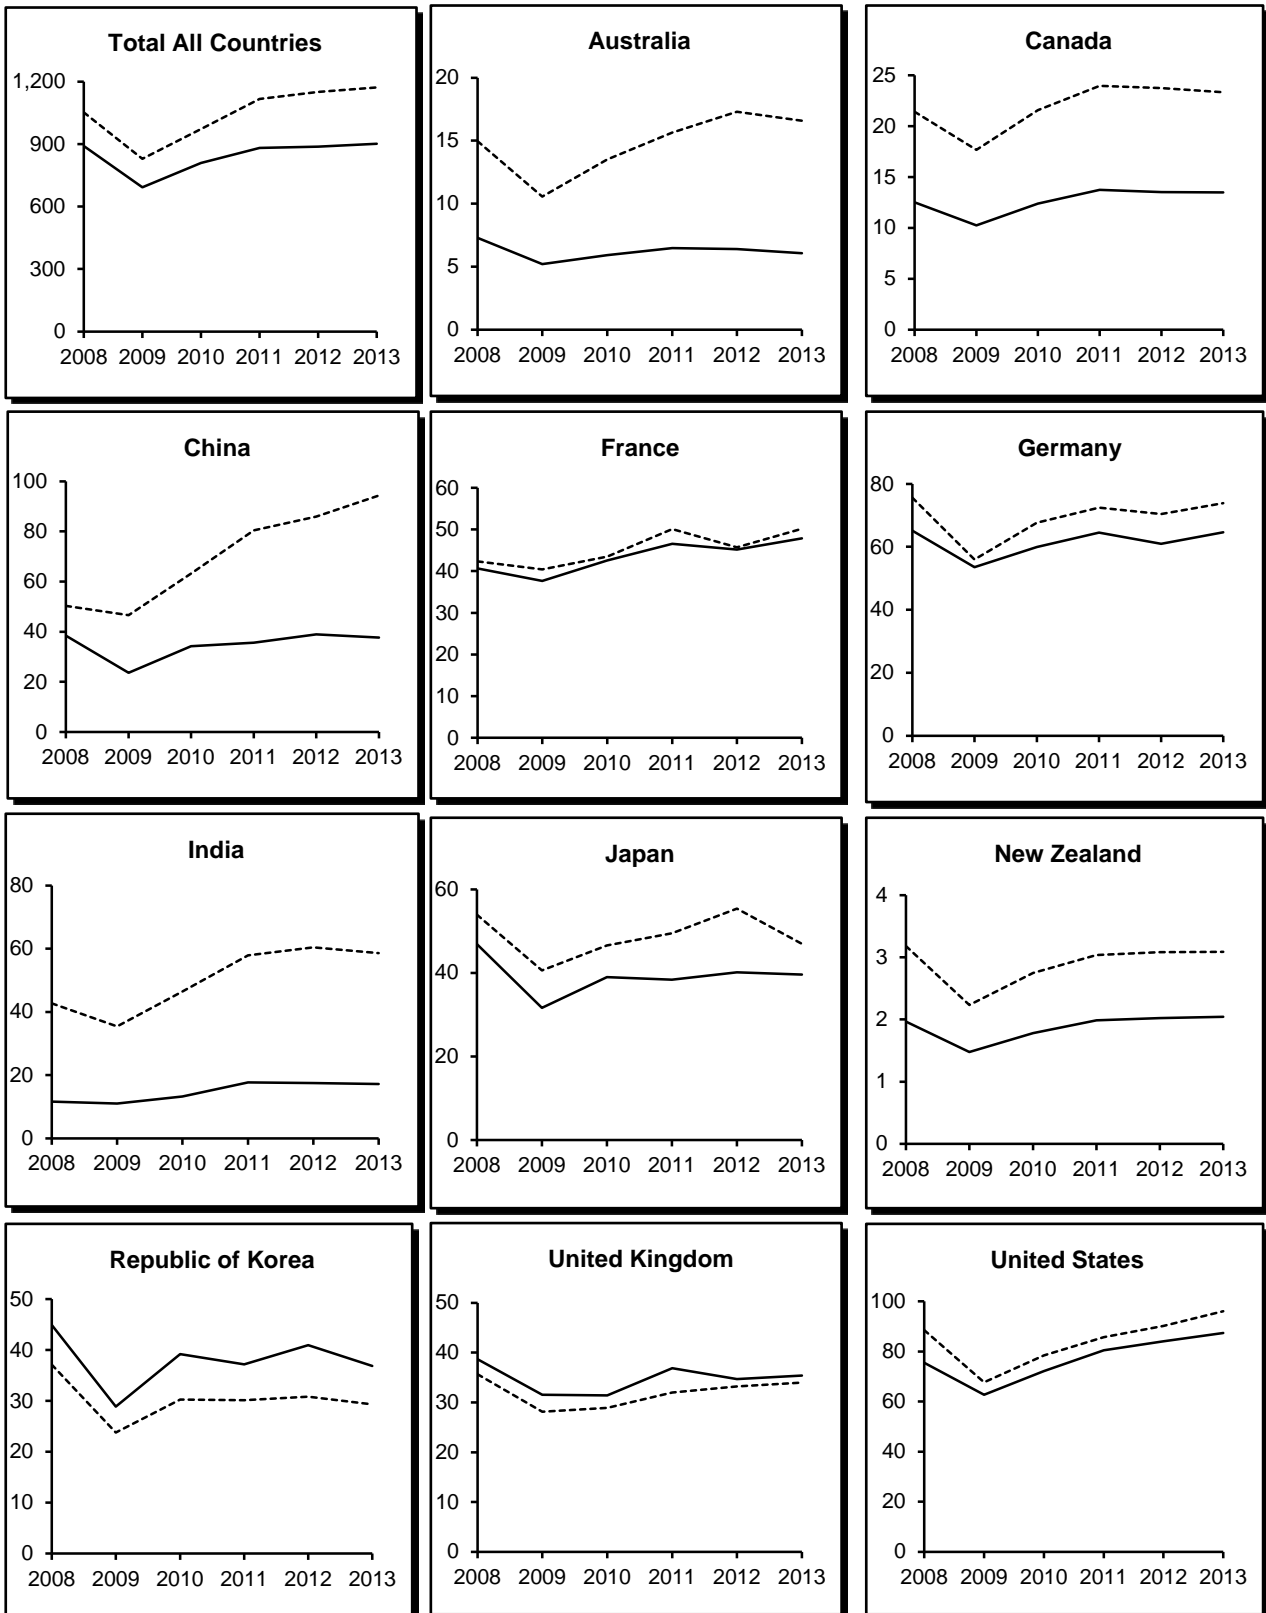 Total All Countries
1,200
900
600
300
0
2008 2009 2010 2011 2012 2013
Australia
20
15
10
5
0
2008 2009 2010 2011 2012 2013
Canada
25
20
15
10
5
0
2008 2009 2010 2011 2012 2013
China
100
80
60
40
20
0
2008 2009 2010 2011 2012 2013
France
60
50
40
30
20
10
0
2008 2009 2010 2011 2012 2013
Germany
80
60
40
20
0
2008 2009 2010 2011 2012 2013
India
80
60
40
20
0
2008 2009 2010 2011 2012 2013
Japan
60
40
20
0
2008 2009 2010 2011 2012 2013
New Zealand
4
3
2
1
0
2008 2009 2010 2011 2012 2013
Republic of Korea
50
40
30
20
10
0
2008 2009 2010 2011 2012 2013
United Kingdom
50
40
30
20
10
0
2008 2009 2010 2011 2012 2013
United States
100
80
60
40
20
0
2008 2009 2010 2011 2012 2013